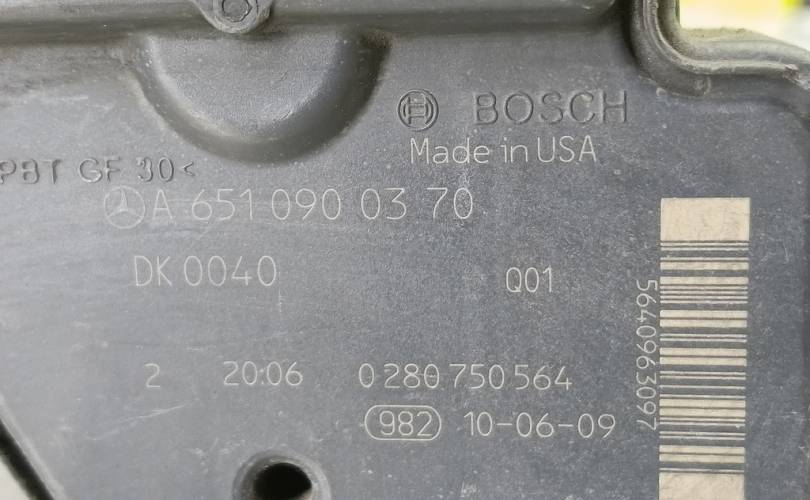 BOSCH
Made in USA
PBT GF 30<
A 651 090 03 70
DK 0040
Q01
2 20:06 0 280 750 564
982 10-06-09
5640963097